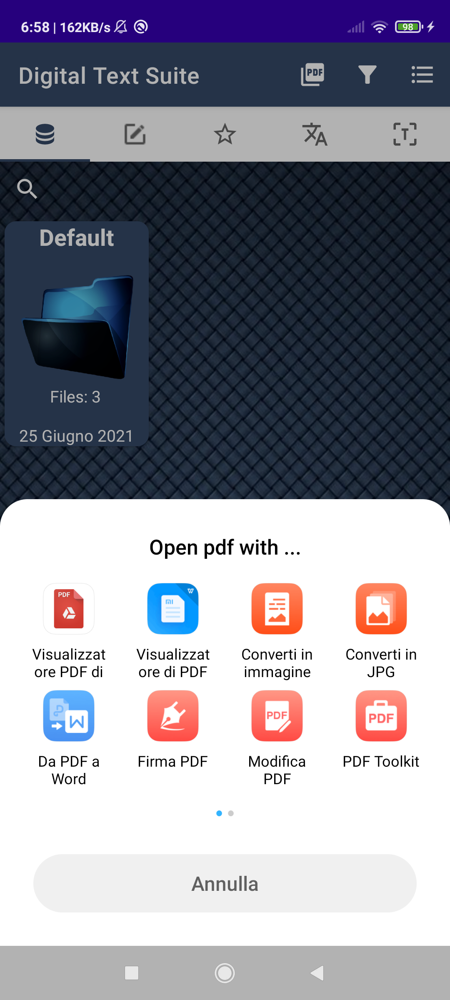 6:58 | 162KB/s
98
Digital Text Suite
PDF
T
Default
Files: 3
25 Giugno 2021
Open pdf with ...
PDF
MI
W
Visualizzat
ore PDF di
Visualizzat
ore di PDF
Converti in
immagine
Converti in
JPG
P
W
PDF
PDF
Da PDF a
Word
Firma PDF
Modifica
PDF
PDF Toolkit
Annulla